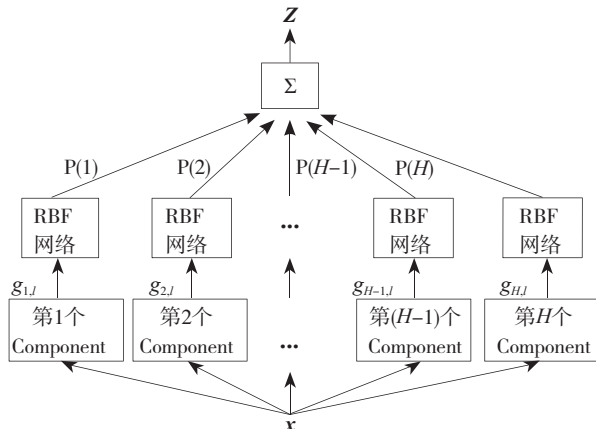 Z
Σ
P(1)
P(2)
P(H−1)
P(H)
RBF
网络
RBF
网络
...
RBF
网络
RBF
网络
g1,l
g2,l
gH−1,l
gH,l
第1个
Component
第2个
Component
...
第(H−1)个
Component
第H个
Component
x